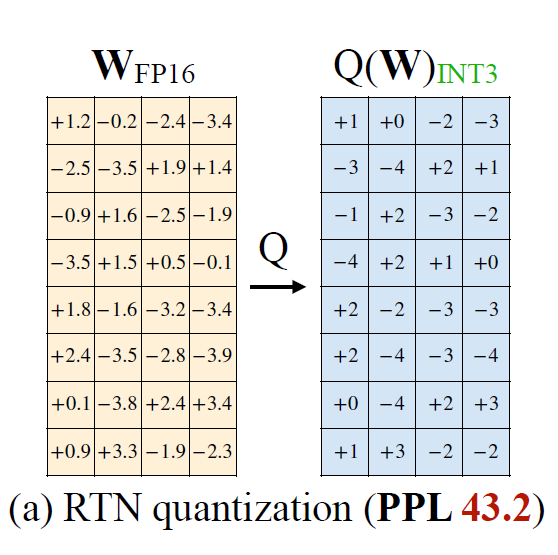 W FP16 Q(W) INT3
+1.2 −0.2 −2.4 −3.4 +1 +0 −2 −3
−2.5 −3.5 +1.9 +1.4 −3 −4 +2 +1
−0.9 +1.6 −2.5 −1.9 −1 +2 −3 −2
−3.5 +1.5 +0.5 −0.1 Q −4 +2 +1 +0
+1.8 −1.6 −3.2 −3.4 +2 −2 −3 −3
+2.4 −3.5 −2.8 −3.9 +2 −4 −3 −4
+0.1 −3.8 +2.4 +3.4 +0 −4 +2 +3
+0.9 +3.3 −1.9 −2.3 +1 +3 −2 −2
(a) RTN quantization (PPL 43.2)